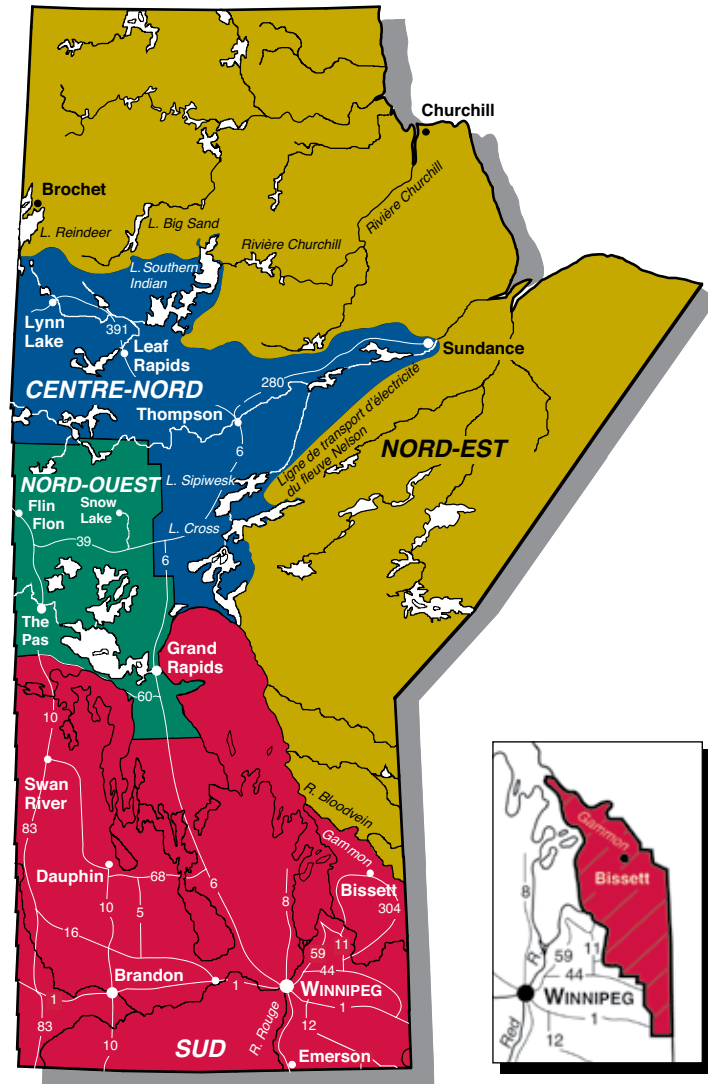 Churchill
Brochet
L. Reindeer
L. Big Sand
Rivière Churchill
Rivière Churchill
L. Southern
Indian
Lynn
Lake
391
Leaf
Rapids
Sundance
CENTRE-NORD
280
Thompson
Ligne de transport d'électricité
du fleuve Nelson
6
NORD-EST
NORD-OUEST
L. Sipiwesk
Flin
Flon
Snow
Lake
L. Cross
39
6
The
Pas
Grand
Rapids
60
10
Swan
River
R. Bloodvein
83
Gammon
Dauphin
68
6
Bissett
10
5
8
304
16
11
59
44
Brandon
1
1
WINNIPEG
1
83
12
10
R. Rouge
SUD
Emerson
Gammon
Bissett
8
R.
59
11
44
WINNIPEG
1
Red
12